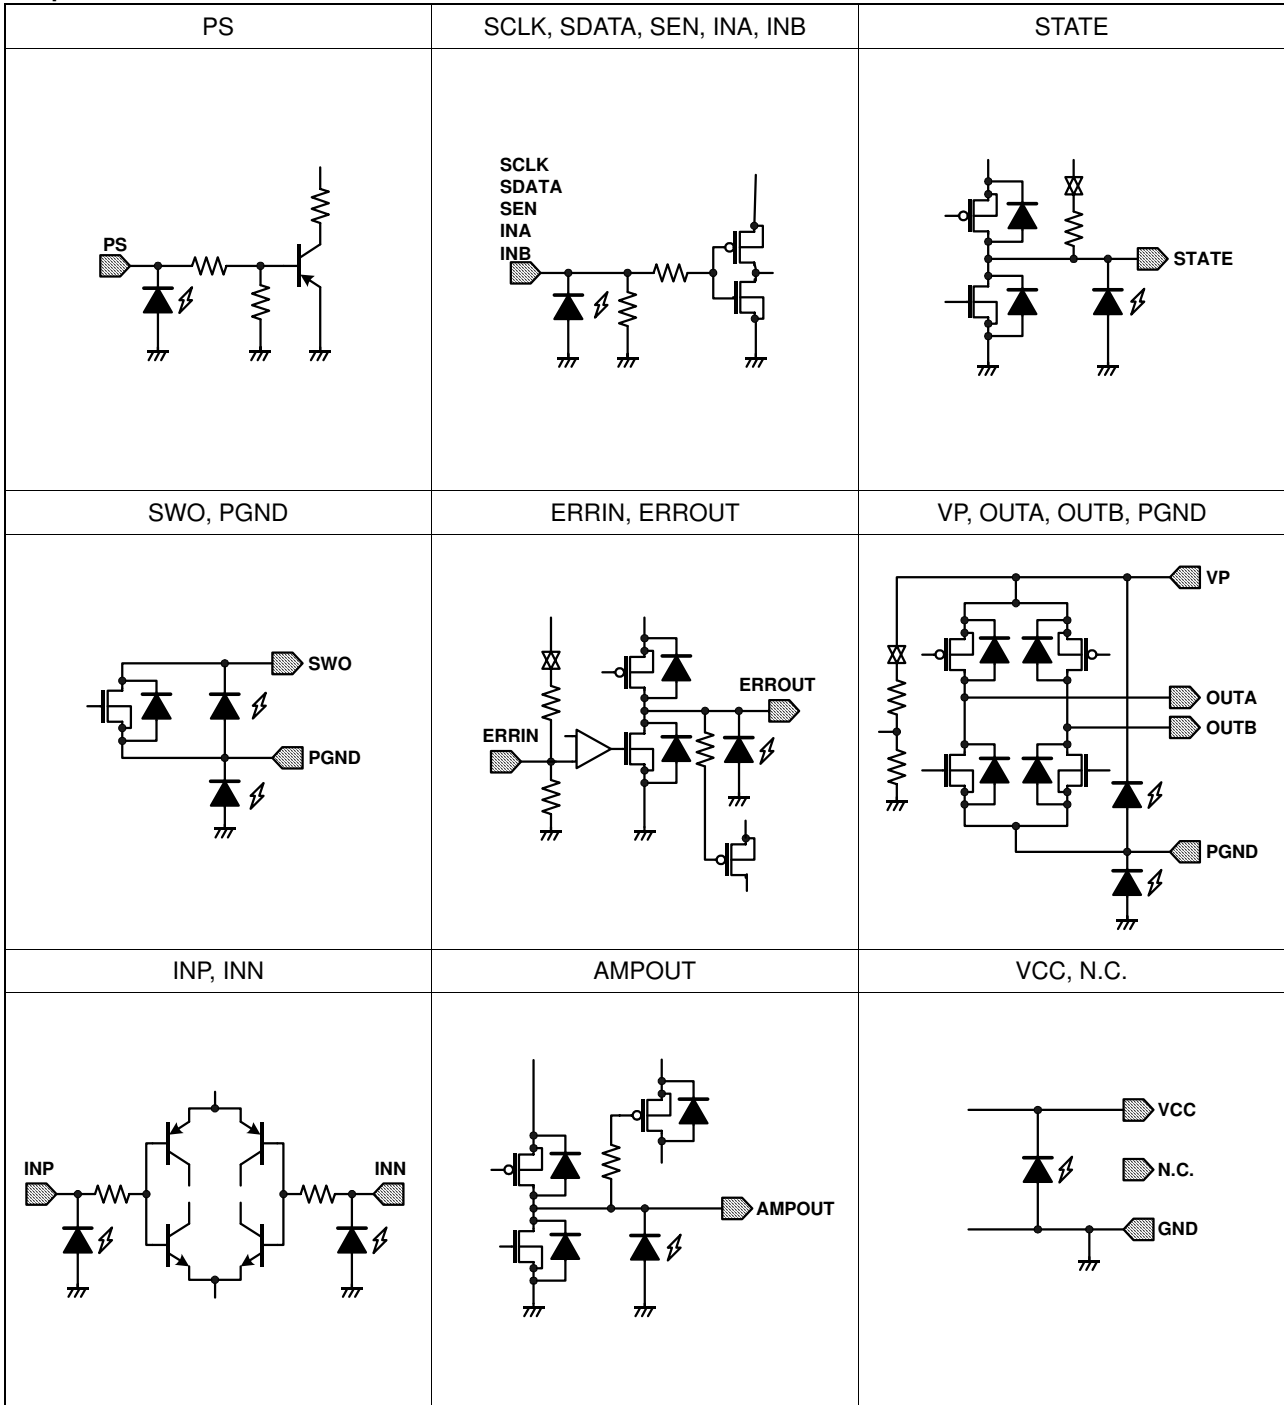 PS
SCLK, SDATA, SEN, INA, INB
STATE
PS
SCLK
SDATA
SEN
INA
INB
STATE
SWO, PGND
ERRIN, ERROUT
VP, OUTA, OUTB, PGND
SWO
PGND
ERRIN
ERROUT
VP
OUTA
OUTB
PGND
INP, INN
AMPOUT
VCC, N.C.
INP
INN
AMPOUT
VCC
N.C.
GND